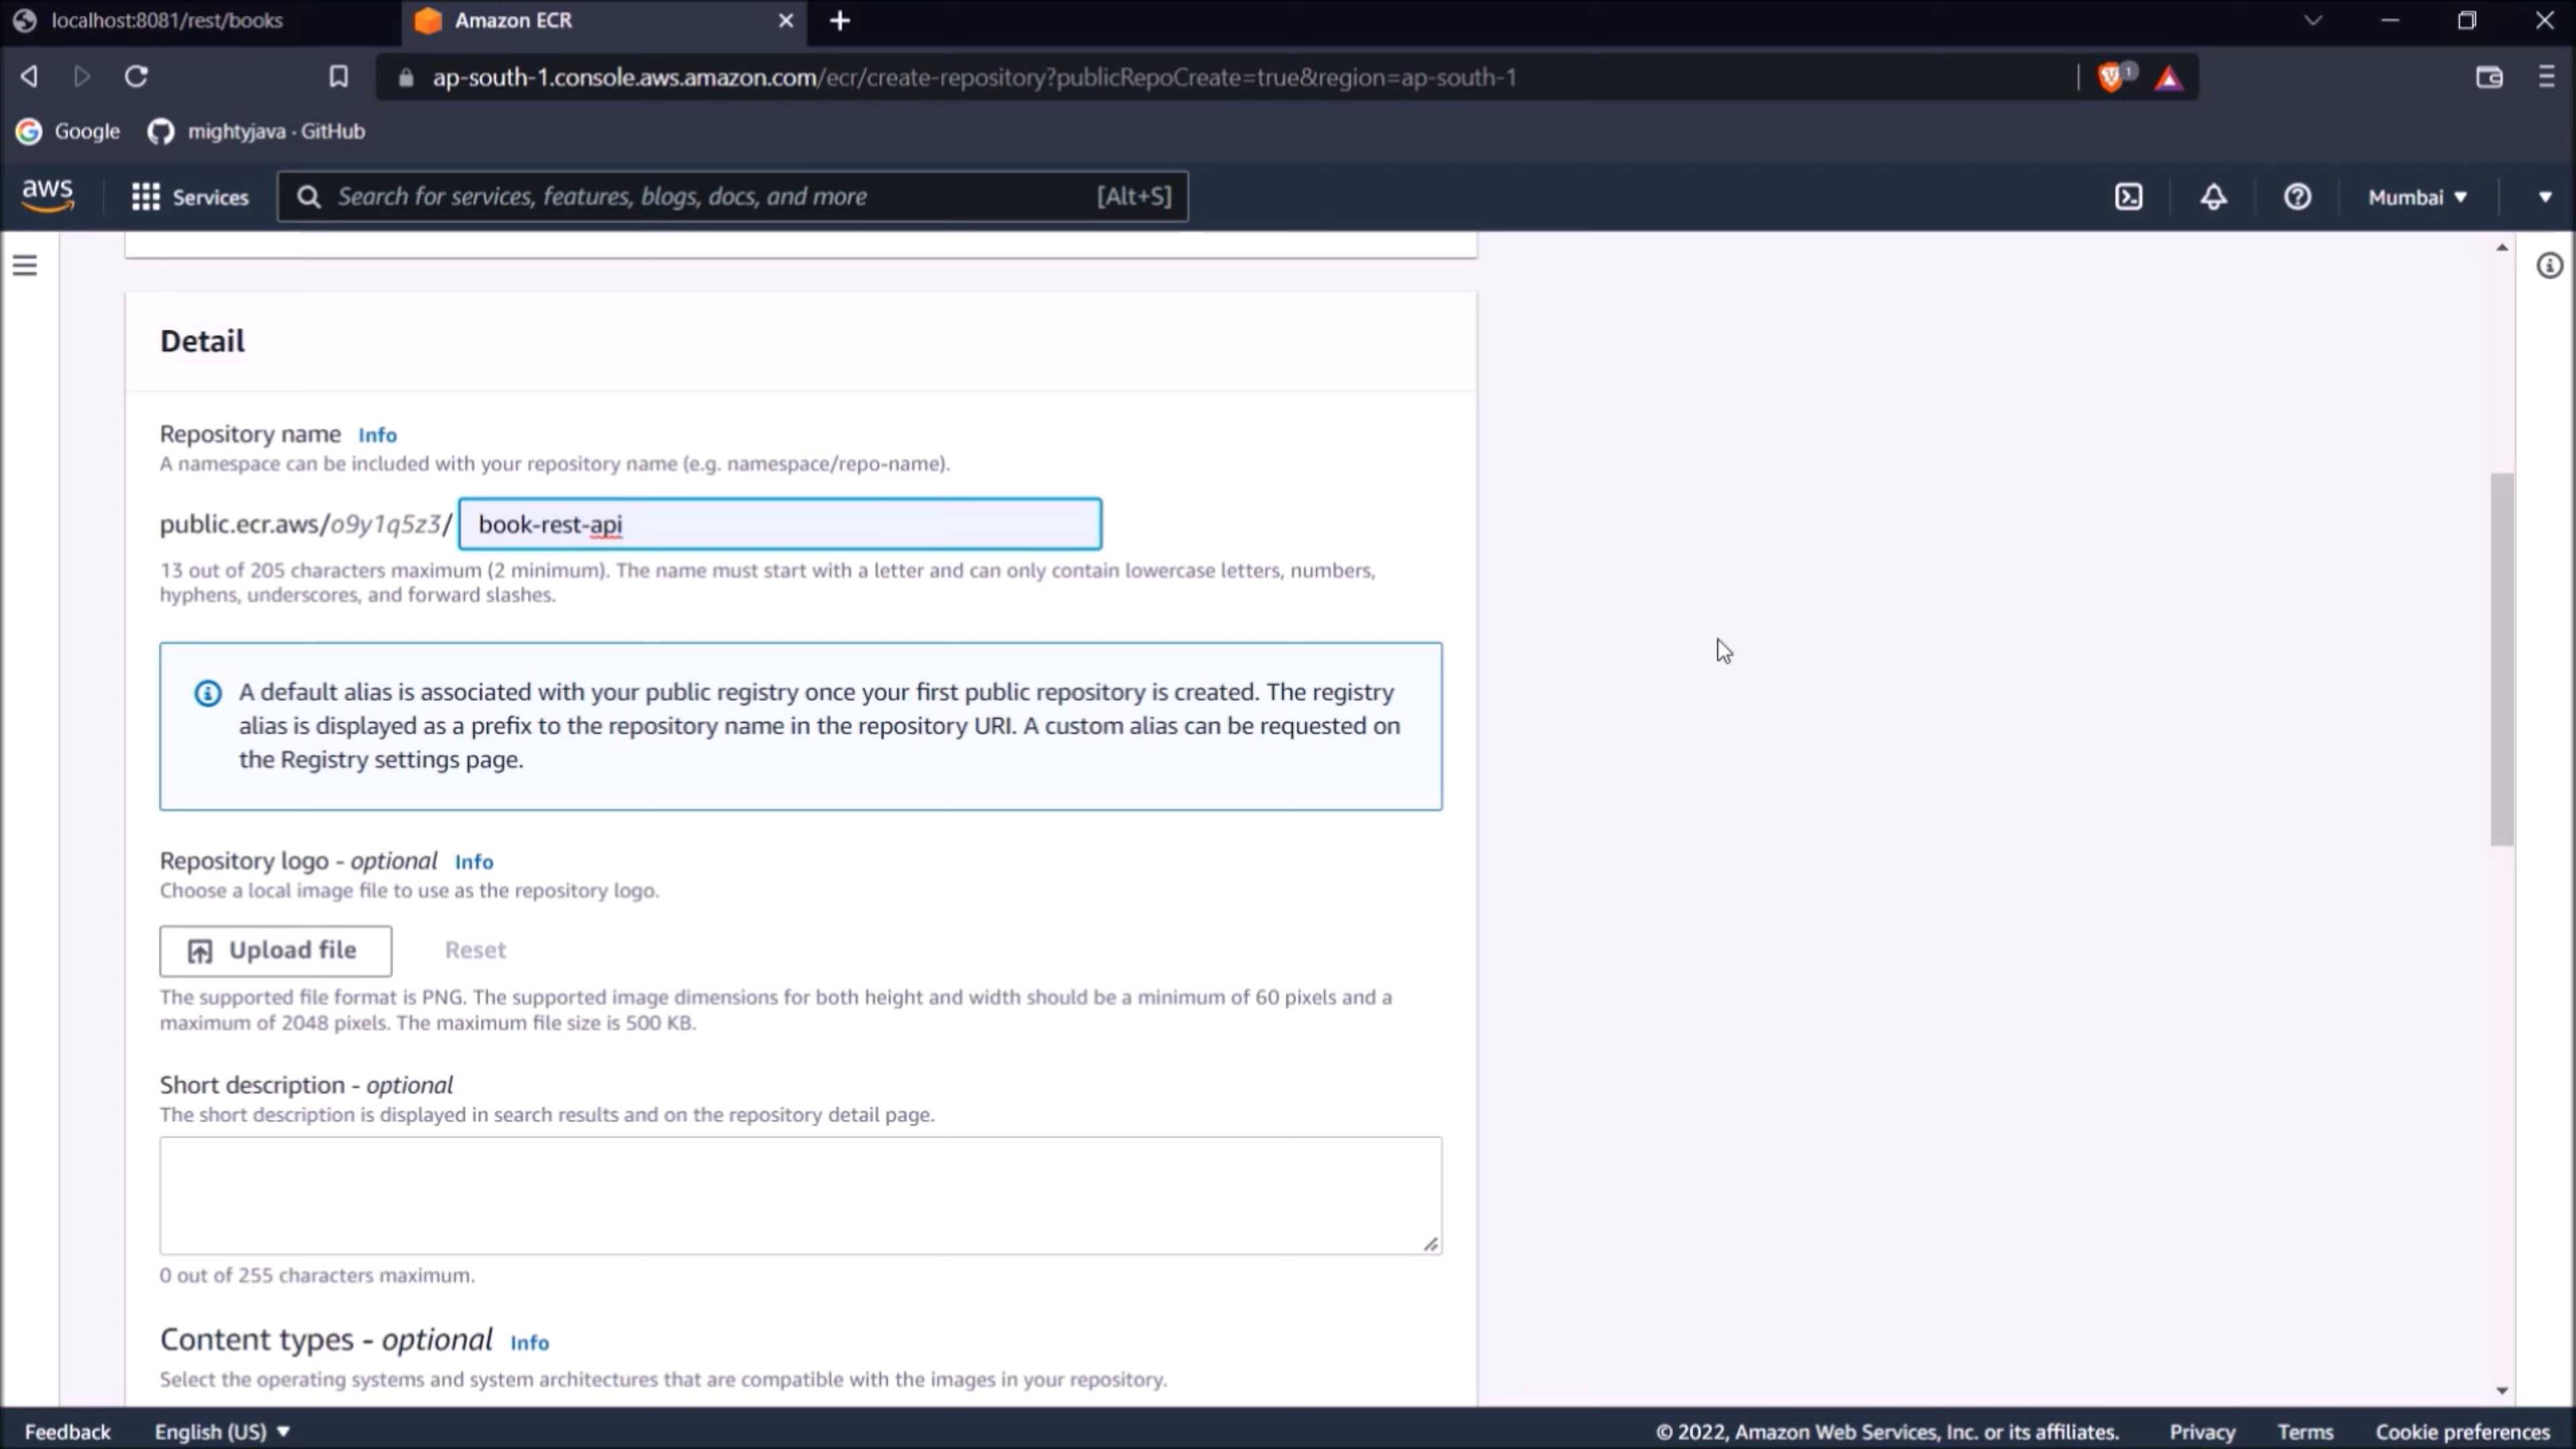 localhost:8081/rest/books
Amazon ECR
ap-south-1.console.aws.amazon.com/ecr/create-repository?publicRepoCreate=true&region=ap-south-1
1
Google
mightyjava · GitHub
aws
Services
Search for services, features, blogs, docs, and more
[Alt+S]
Mumbai
Detail
Repository name Info
A namespace can be included with your repository name (e.g. namespace/repo-name).
public.ecr.aws/o9y1q5z3/ book-rest-api
13 out of 205 characters maximum (2 minimum). The name must start with a letter and can only contain lowercase letters, numbers,
hyphens, underscores, and forward slashes.
A default alias is associated with your public registry once your first public repository is created. The registry
alias is displayed as a prefix to the repository name in the repository URI. A custom alias can be requested on
the Registry settings page.
Repository logo - optional Info
Choose a local image file to use as the repository logo.
Upload file
Reset
The supported file format is PNG. The supported image dimensions for both height and width should be a minimum of 60 pixels and a
maximum of 2048 pixels. The maximum file size is 500 KB.
Short description - optional
The short description is displayed in search results and on the repository detail page.
0 out of 255 characters maximum.
Content types - optional Info
Select the operating systems and system architectures that are compatible with the images in your repository.
Feedback
English (US)
© 2022, Amazon Web Services, Inc. or its affiliates.
Privacy
Terms
Cookie preferences